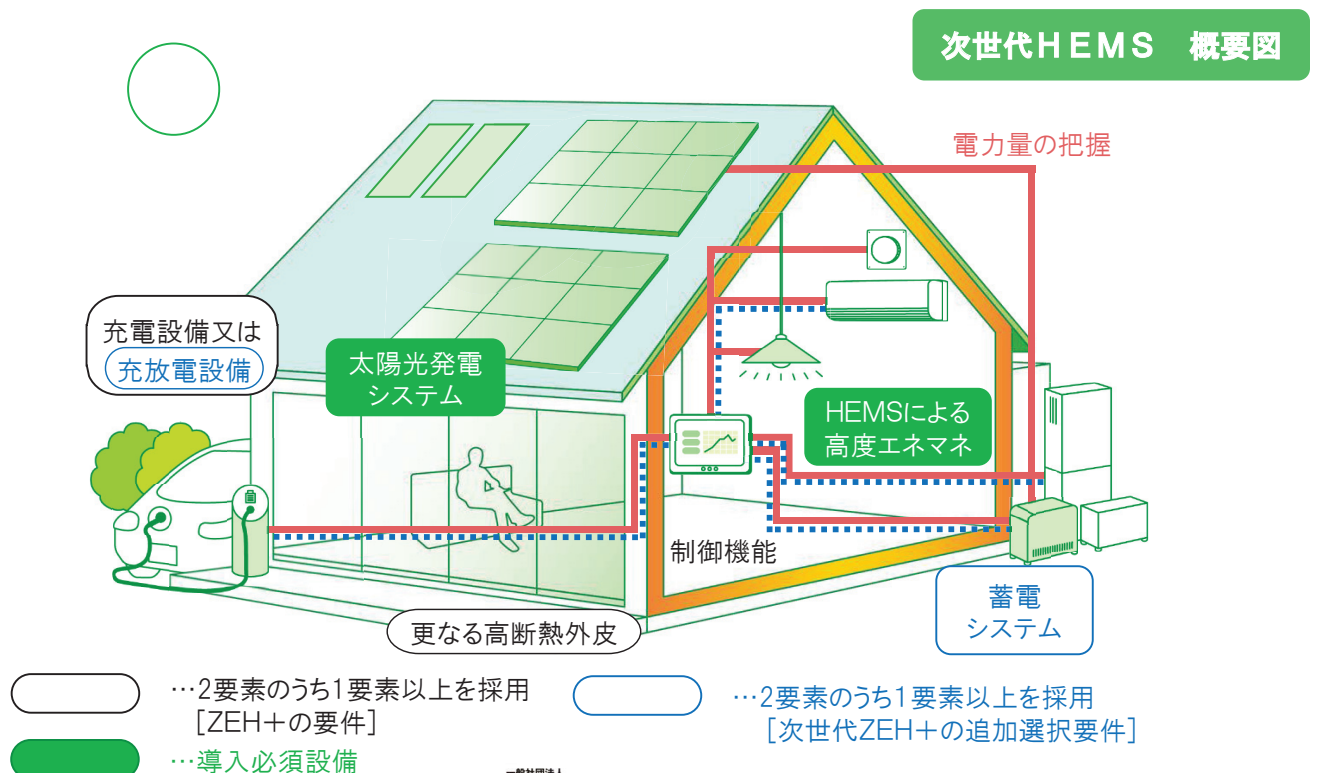 次世代HEMS 概要図
電力量の把握
充電設備又は
充放電設備
太陽光発電
システム
HEMSによる
高度エネマネ
制御機能
蓄電
システム
更なる高断熱外皮
…2要素のうち1要素以上を採用
[ZEH+の要件]
…2要素のうち1要素以上を採用
[次世代ZEH+の追加選択要件]
…導入必須設備
一般社団法人